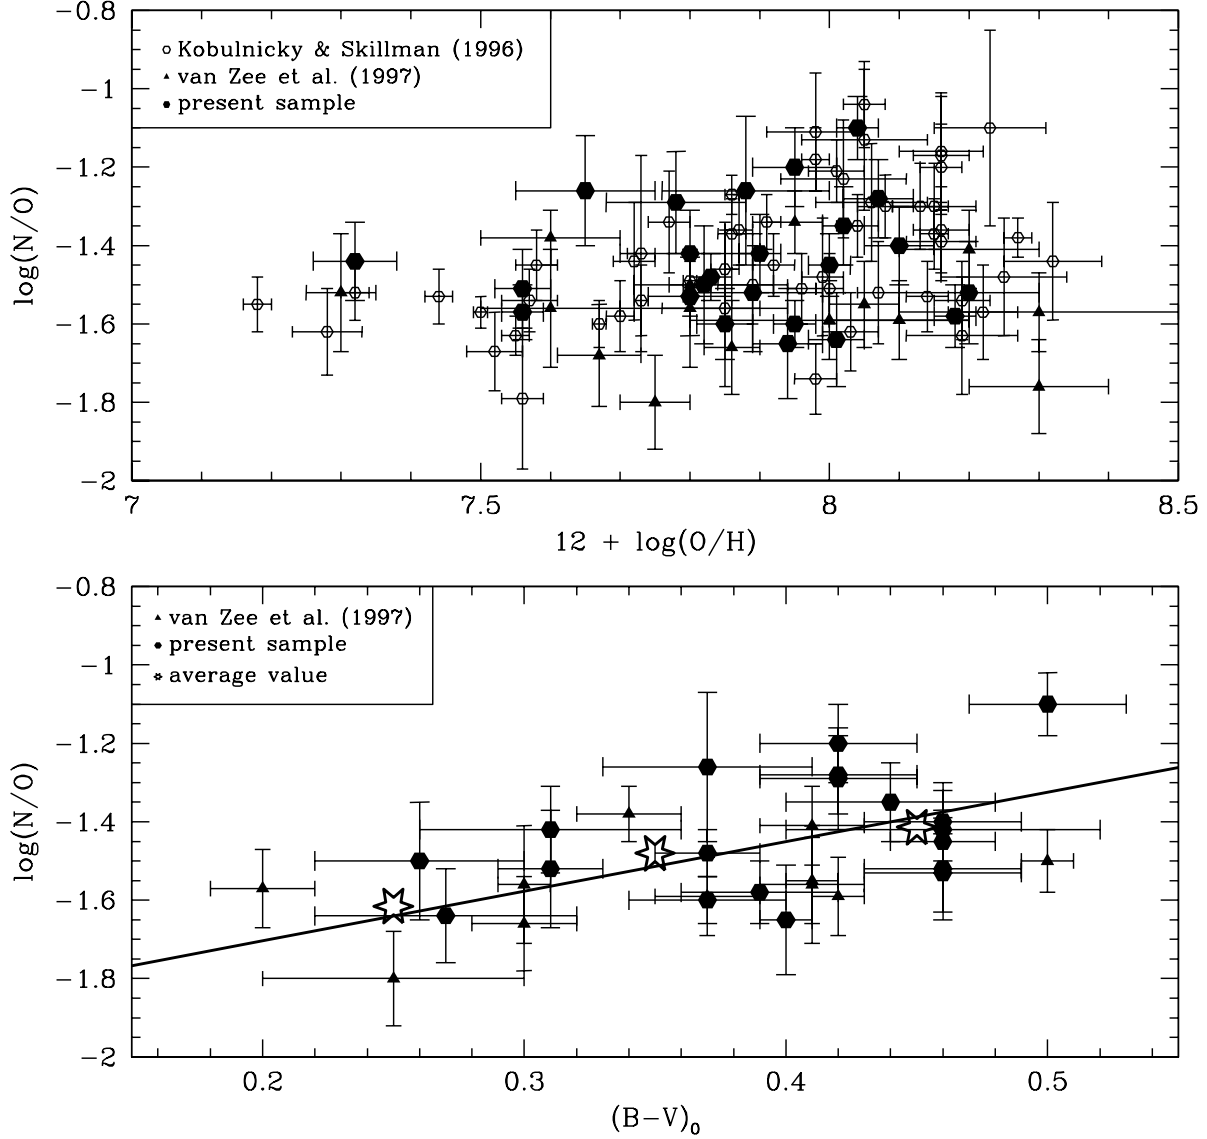 −0.8
−1
−1.2
−1.4
−1.6
−1.8
−2
log(N/O)
Kobulnicky & Skillman (1996)
van Zee et al. (1997)
present sample
7 7.5 8 8.5
12 + log(O/H)
−0.8
−1
−1.2
−1.4
−1.6
−1.8
−2
log(N/O)
van Zee et al. (1997)
present sample
average value
0.2 0.3 0.4 0.5
(B−V)₀